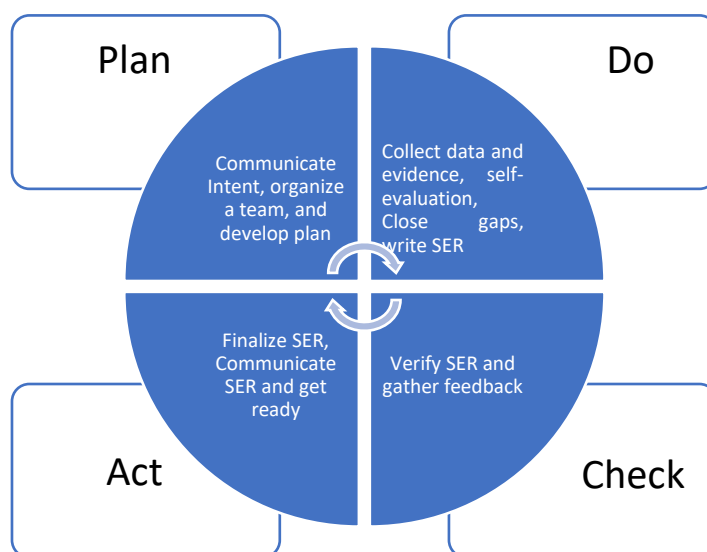 Plan
Do
Communicate
Intent, organize
a team, and
develop plan
Collect data and
evidence, self-
evaluation,
Close gaps,
write SER
Finalize SER,
Communicate
SER and get
ready
Verify SER and
gather feedback
Act
Check